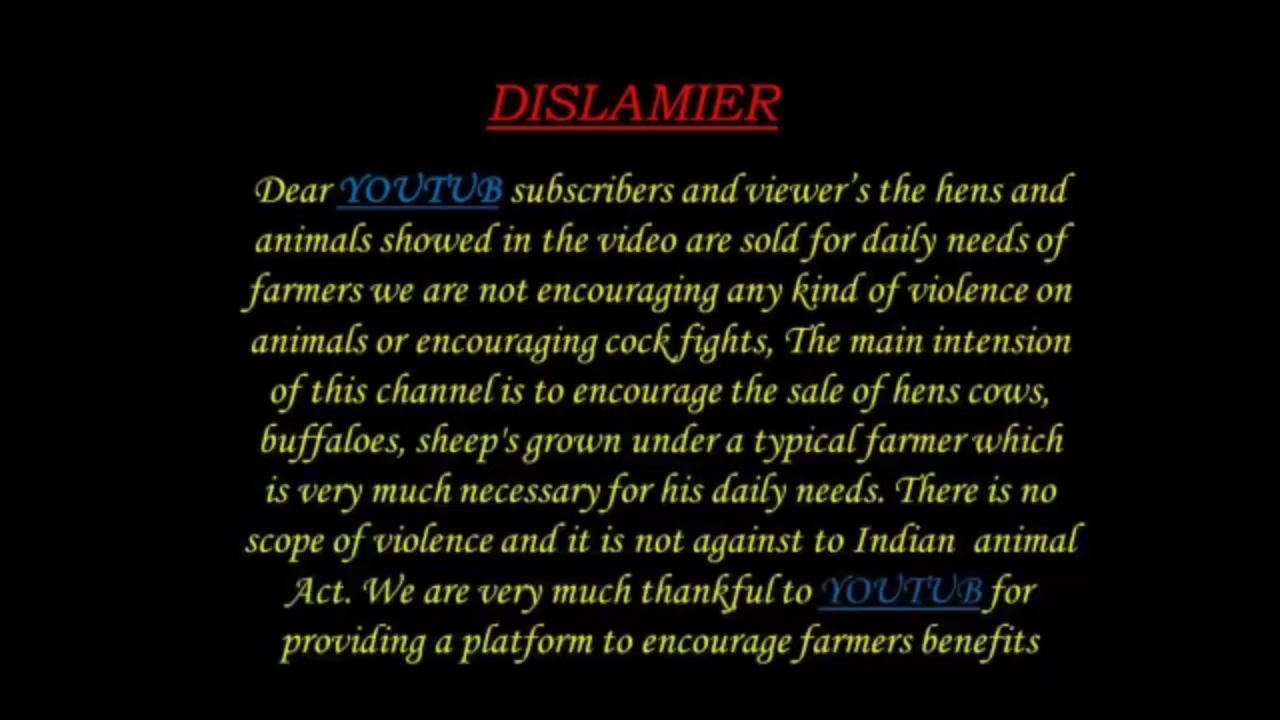 DISLAMIER
Dear YOUTUB subscribers and viewer's the hens and
animals showed in the video are sold for daily needs of
farmers we are not encouraging any kind of violence on
animals or encouraging cock fights, The main intension
of this channel is to encourage the sale of hens cows,
buffaloes, sheep's grown under a typical farmer which
is very much necessary for his daily needs. There is no
scope of violence and it is not against to Indian animal
Act. We are very much thankful to YOUTUB for
providing a platform to encourage farmers benefits